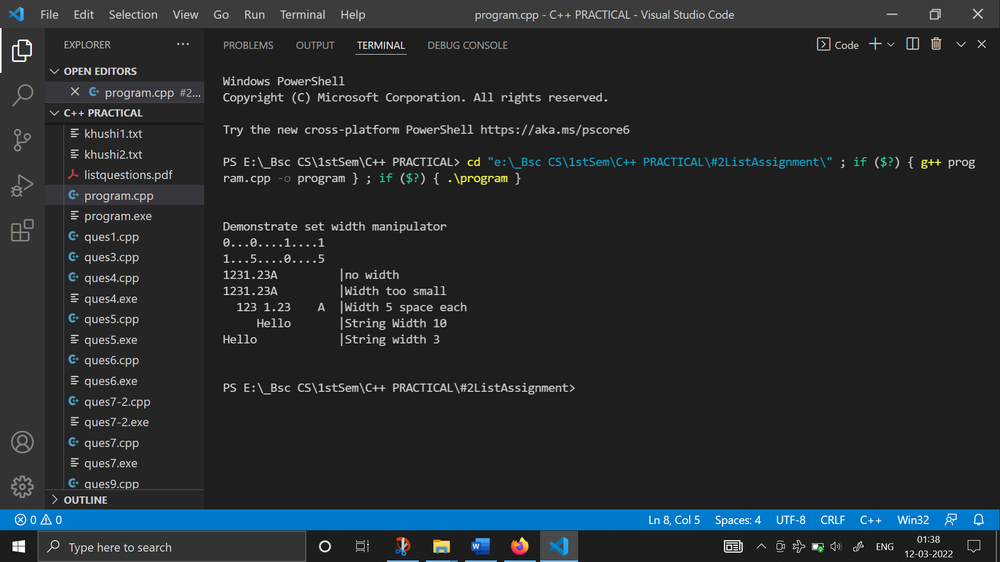 File Edit Selection View Go Run Terminal Help
program.cpp - C++ PRACTICAL - Visual Studio Code
EXPLORER
OPEN EDITORS
program.cpp #2...
C++ PRACTICAL
khushi1.txt
khushi2.txt
listquestions.pdf
program.cpp
program.exe
ques1.cpp
ques3.cpp
ques4.cpp
ques4.exe
ques5.cpp
ques5.exe
ques6.cpp
ques6.exe
ques7-2.cpp
ques7-2.exe
ques7.cpp
ques7.exe
ques9.cpp
OUTLINE
PROBLEMS OUTPUT TERMINAL DEBUG CONSOLE
Code
Windows PowerShell
Copyright (C) Microsoft Corporation. All rights reserved.
Try the new cross-platform PowerShell https://aka.ms/pscore6
PS E:\_Bsc CS\1stSem\C++ PRACTICAL> cd "e:\_Bsc CS\1stSem\C++ PRACTICAL\#2ListAssignment\" ; if ($?) { g++ prog
ram.cpp -o program } ; if ($?) { .\program }
Demonstrate set width manipulator
0...0....1....1
1...5....0....5
1231.23A         |no width
1231.23A         |Width too small
  123 1.23    A  |Width 5 space each
     Hello       |String Width 10
Hello            |String width 3
PS E:\_Bsc CS\1stSem\C++ PRACTICAL\#2ListAssignment>
0 0
Ln 8, Col 5 Spaces: 4 UTF-8 CRLF C++ Win32
Type here to search
W
ENG
01:38
12-03-2022